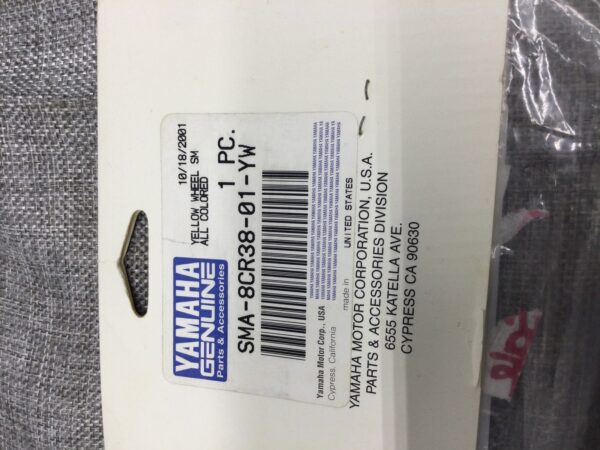 YAMAHA
GENUINE
Parts & Accessories
10/18/2001
YELLOW WHEEL SM
ALL COLORED
1 PC.
SMA-8CR38-01-YW
Yamaha Motor Corp., USA
Cypress, California
made in
UNITED STATES
YAMAHA MOTOR CORPORATION, U.S.A.
PARTS & ACCESSORIES DIVISION
6555 KATELLA AVE.
CYPRESS CA 90630